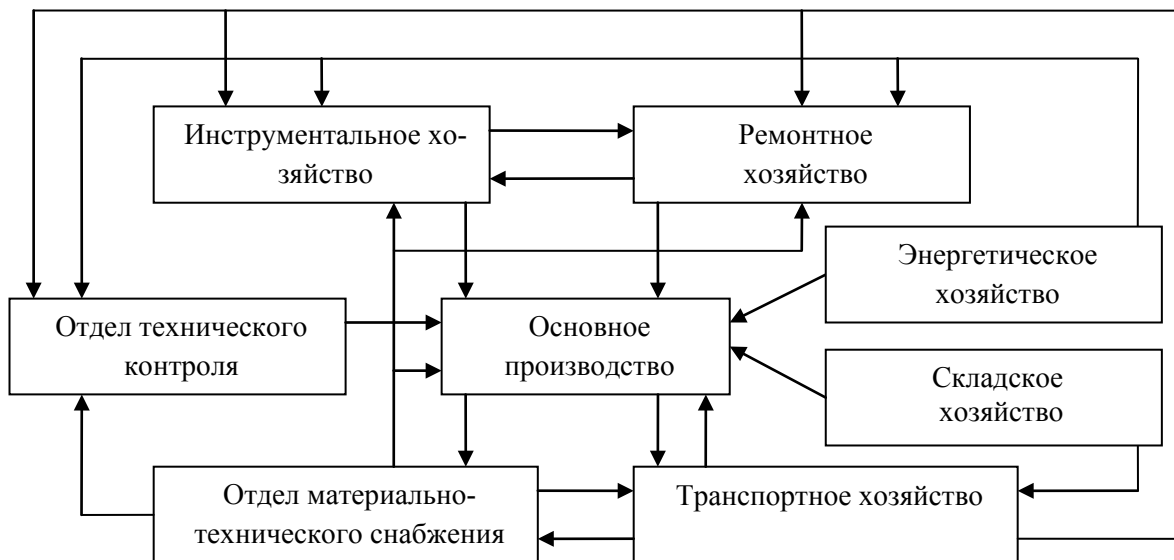 Инструментальное хо-
зяйство
Ремонтное
хозяйство
Энергетическое
хозяйство
Отдел технического
контроля
Основное
производство
Складское
хозяйство
Отдел материально-
технического снабжения
Транспортное хозяйство